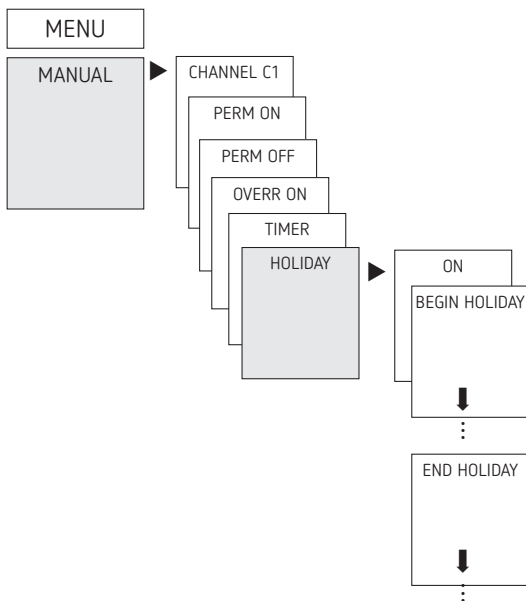 MENU
MANUAL
CHANNEL C1
PERM ON
PERM OFF
OVERR ON
TIMER
HOLIDAY
ON
BEGIN HOLIDAY
END HOLIDAY